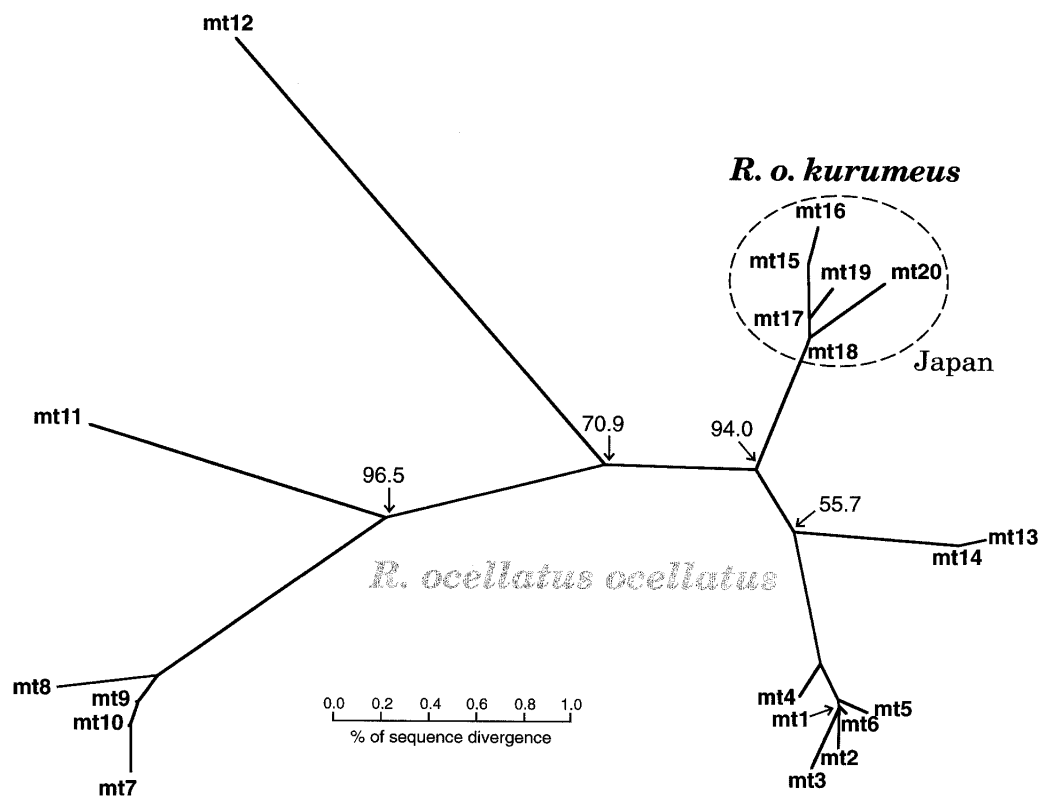 mt12
R. o. kurumeus
mt16
mt15
mt19
mt20
mt17
mt18
Japan
mt11
70.9
94.0
96.5
55.7
mt13
mt14
R. ocellatus ocellatus
mt8
mt9
mt10
mt7
0.0 0.2 0.4 0.6 0.8 1.0
% of sequence divergence
mt4
mt1
mt5
mt6
mt2
mt3